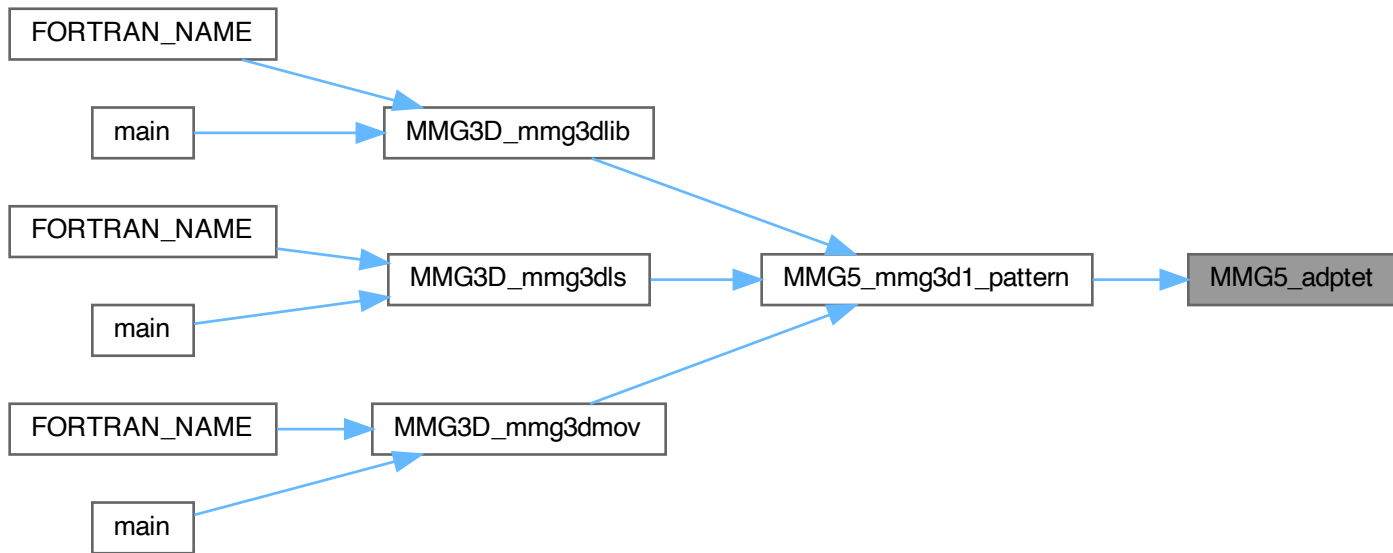 FORTRAN_NAME
main
MMG3D_mmg3dlib
FORTRAN_NAME
main
MMG3D_mmg3dls
MMG5_mmg3d1_pattern
MMG5_adptet
FORTRAN_NAME
main
MMG3D_mmg3dmov